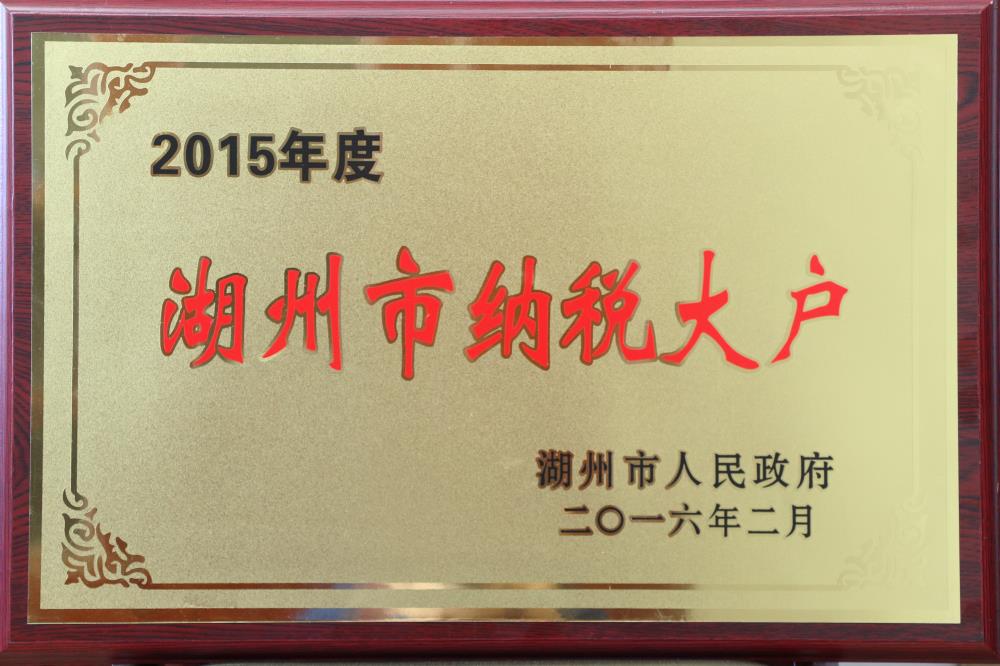 2015年度
湖州市纳税大户
湖州市人民政府
二〇一六年二月